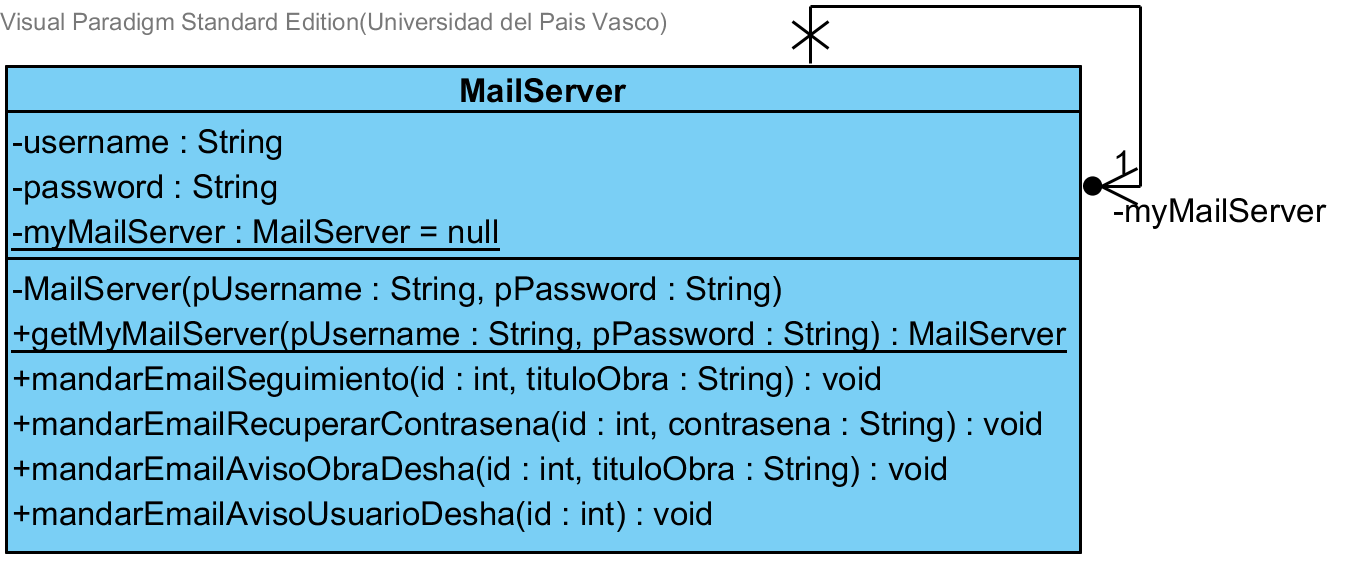 Visual Paradigm Standard Edition(Universidad del Pais Vasco)
MailServer
-username : String
-password : String
-myMailServer : MailServer = null
1
-myMailServer
-MailServer(pUsername : String, pPassword : String)
+getMyMailServer(pUsername : String, pPassword : String) : MailServer
+mandarEmailSeguimiento(id : int, tituloObra : String) : void
+mandarEmailRecuperarContrasena(id : int, contrasena : String) : void
+mandarEmailAvisoObraDesha(id : int, tituloObra : String) : void
+mandarEmailAvisoUsuarioDesha(id : int) : void